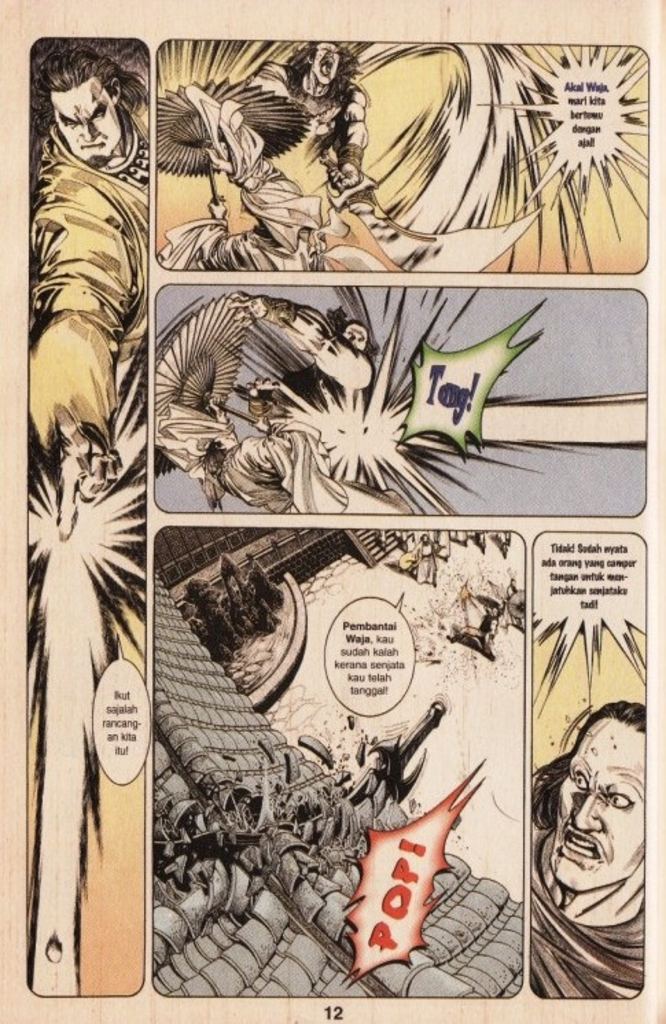 Akal Waja,
mari kita
bertemu
dengan
ajal!
Tang!
Ikut
sajalah
rancang-
an kita
itu!
Pembantai
Waja, kau
sudah kalah
kerana senjata
kau telah
tanggal!
POP!
Tidak! Sudah nyata
ada orang yang campur
tangan untuk men-
jatuhkan senjataku
tadi!
12